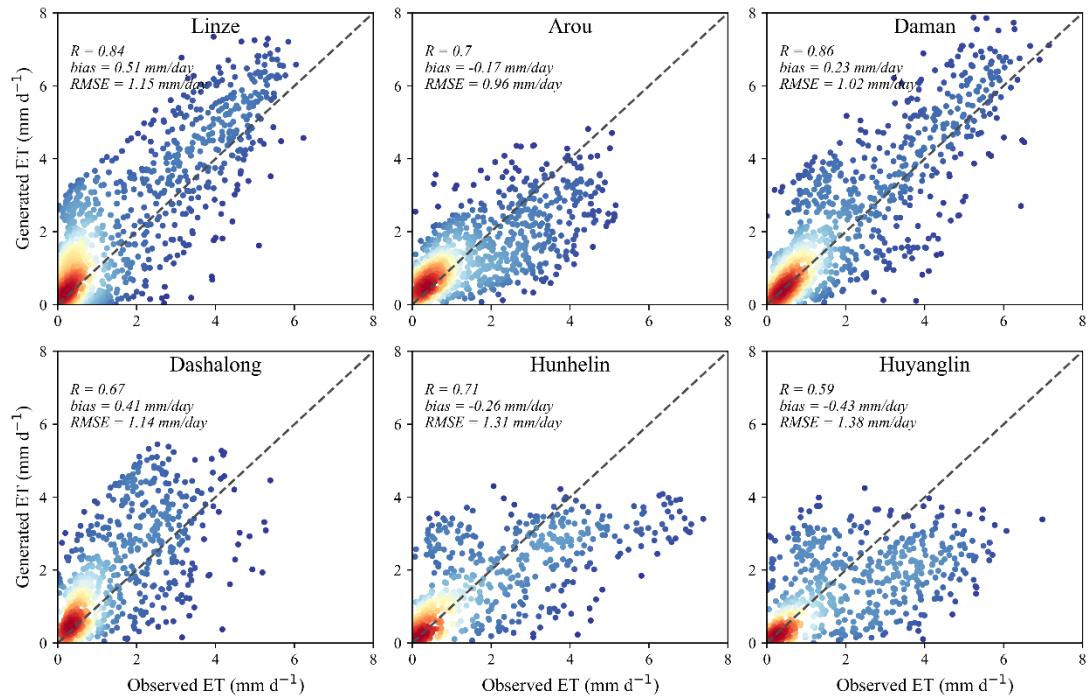 Linze
R = 0.84
bias = 0.51 mm/day
RMSE = 1.15 mm/day
Generated ET (mm d⁻¹)
8
6
4
2
0
0 2 4 6 8
Arou
R = 0.7
bias = -0.17 mm/day
RMSE = 0.96 mm/day
8
6
4
2
0
0 2 4 6 8
Daman
R = 0.86
bias = 0.23 mm/day
RMSE = 1.02 mm/day
8
6
4
2
0
0 2 4 6 8
Dashalong
R = 0.67
bias = 0.41 mm/day
RMSE = 1.14 mm/day
Generated ET (mm d⁻¹)
8
6
4
2
0
0 2 4 6 8
Observed ET (mm d⁻¹)
Hunhelin
R = 0.71
bias = -0.26 mm/day
RMSE = 1.31 mm/day
8
6
4
2
0
0 2 4 6 8
Observed ET (mm d⁻¹)
Huyanglin
R = 0.59
bias = -0.43 mm/day
RMSE = 1.38 mm/day
8
6
4
2
0
0 2 4 6 8
Observed ET (mm d⁻¹)